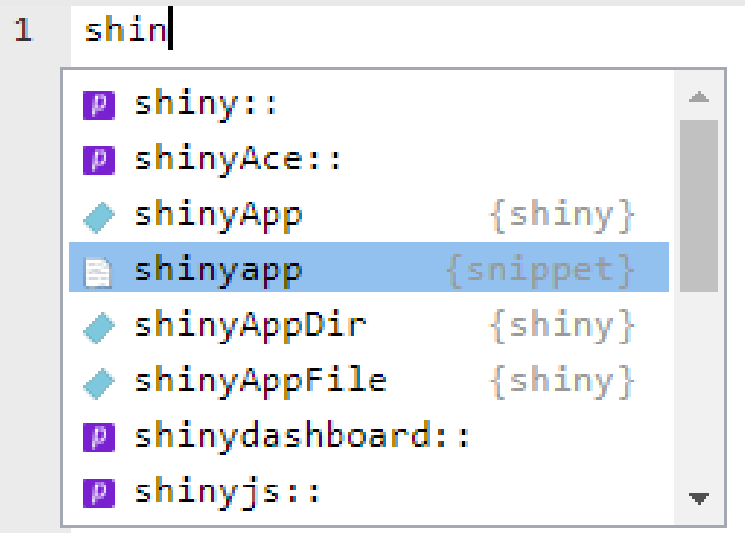 1 shin
p shiny::
p shinyAce::
shinyApp {shiny}
shinyapp {snippet}
shinyAppDir {shiny}
shinyAppFile {shiny}
p shinydashboard::
p shinyjs::